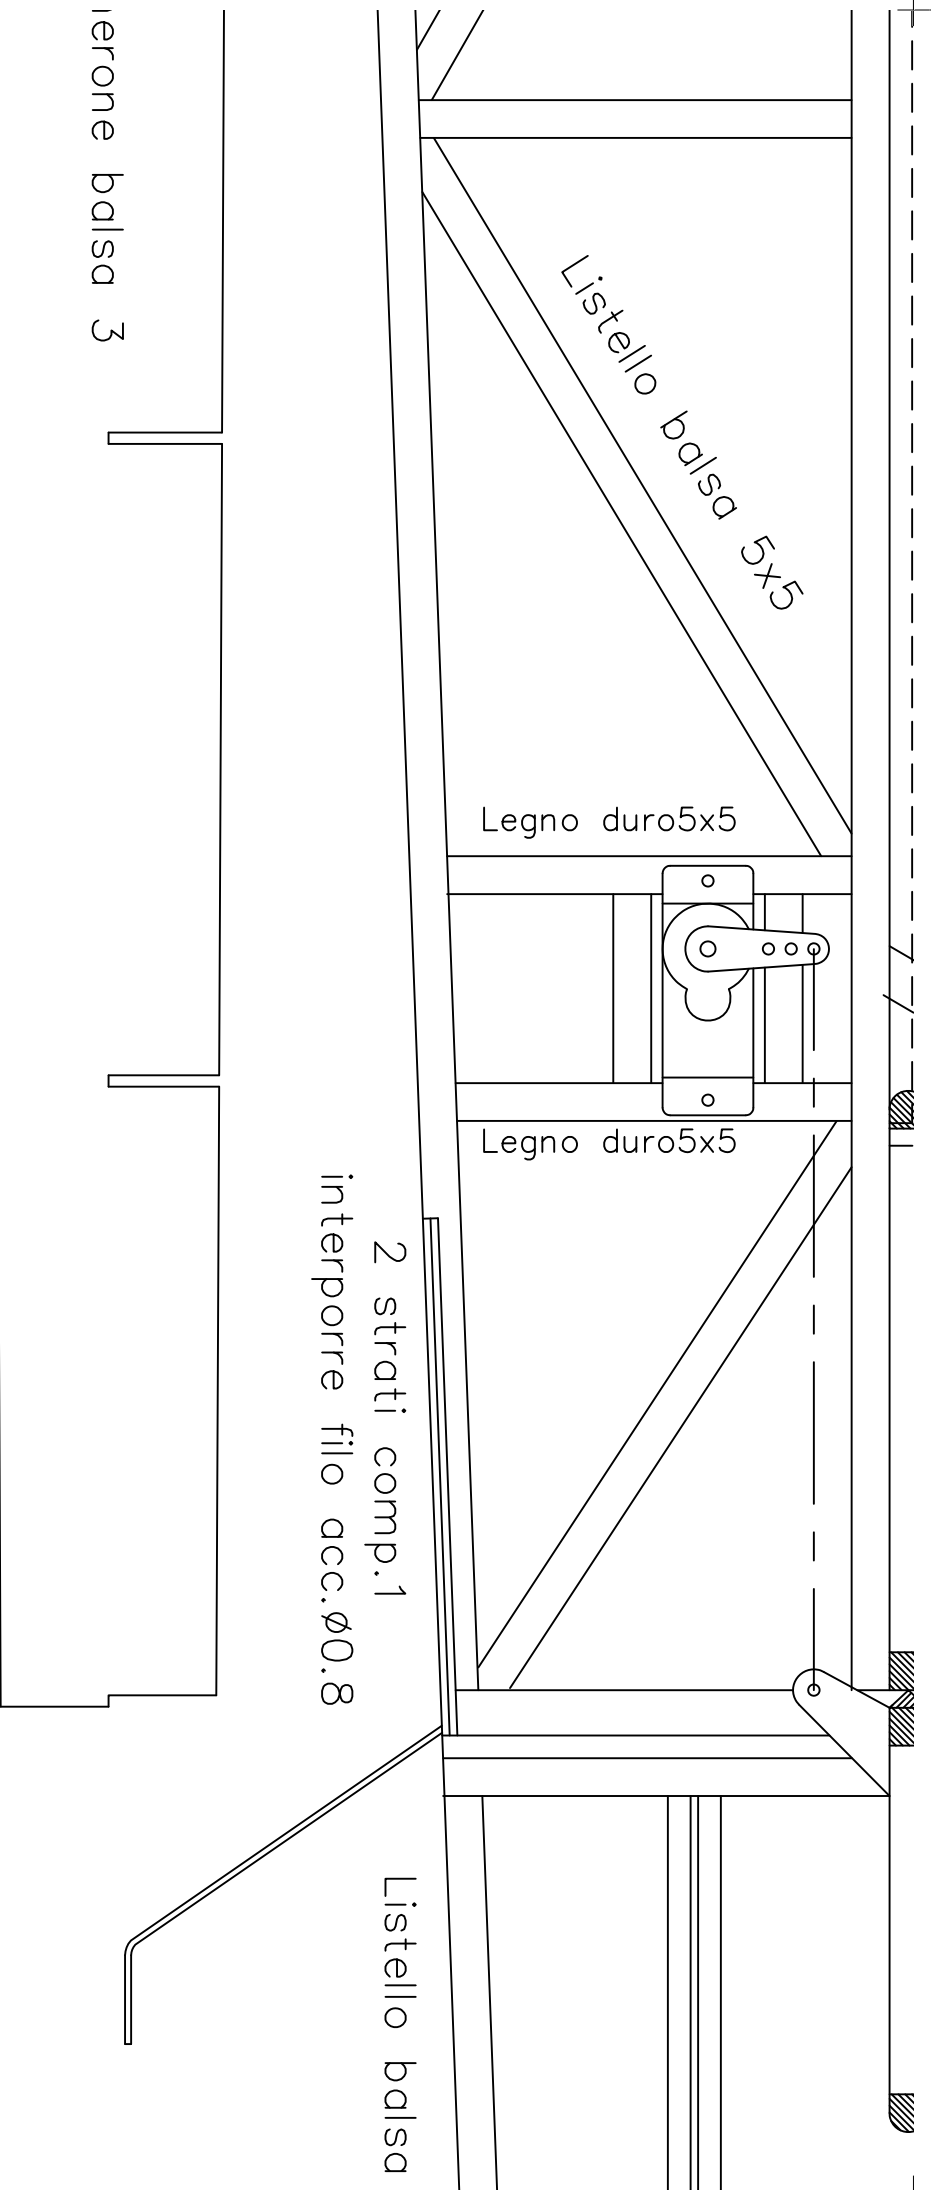 balsa 3
Listello balsa 5x5
Legno duro5x5
Legno duro5x5
2 strati comp.1
interporre filo acc.Ø0.8
Listello balsa